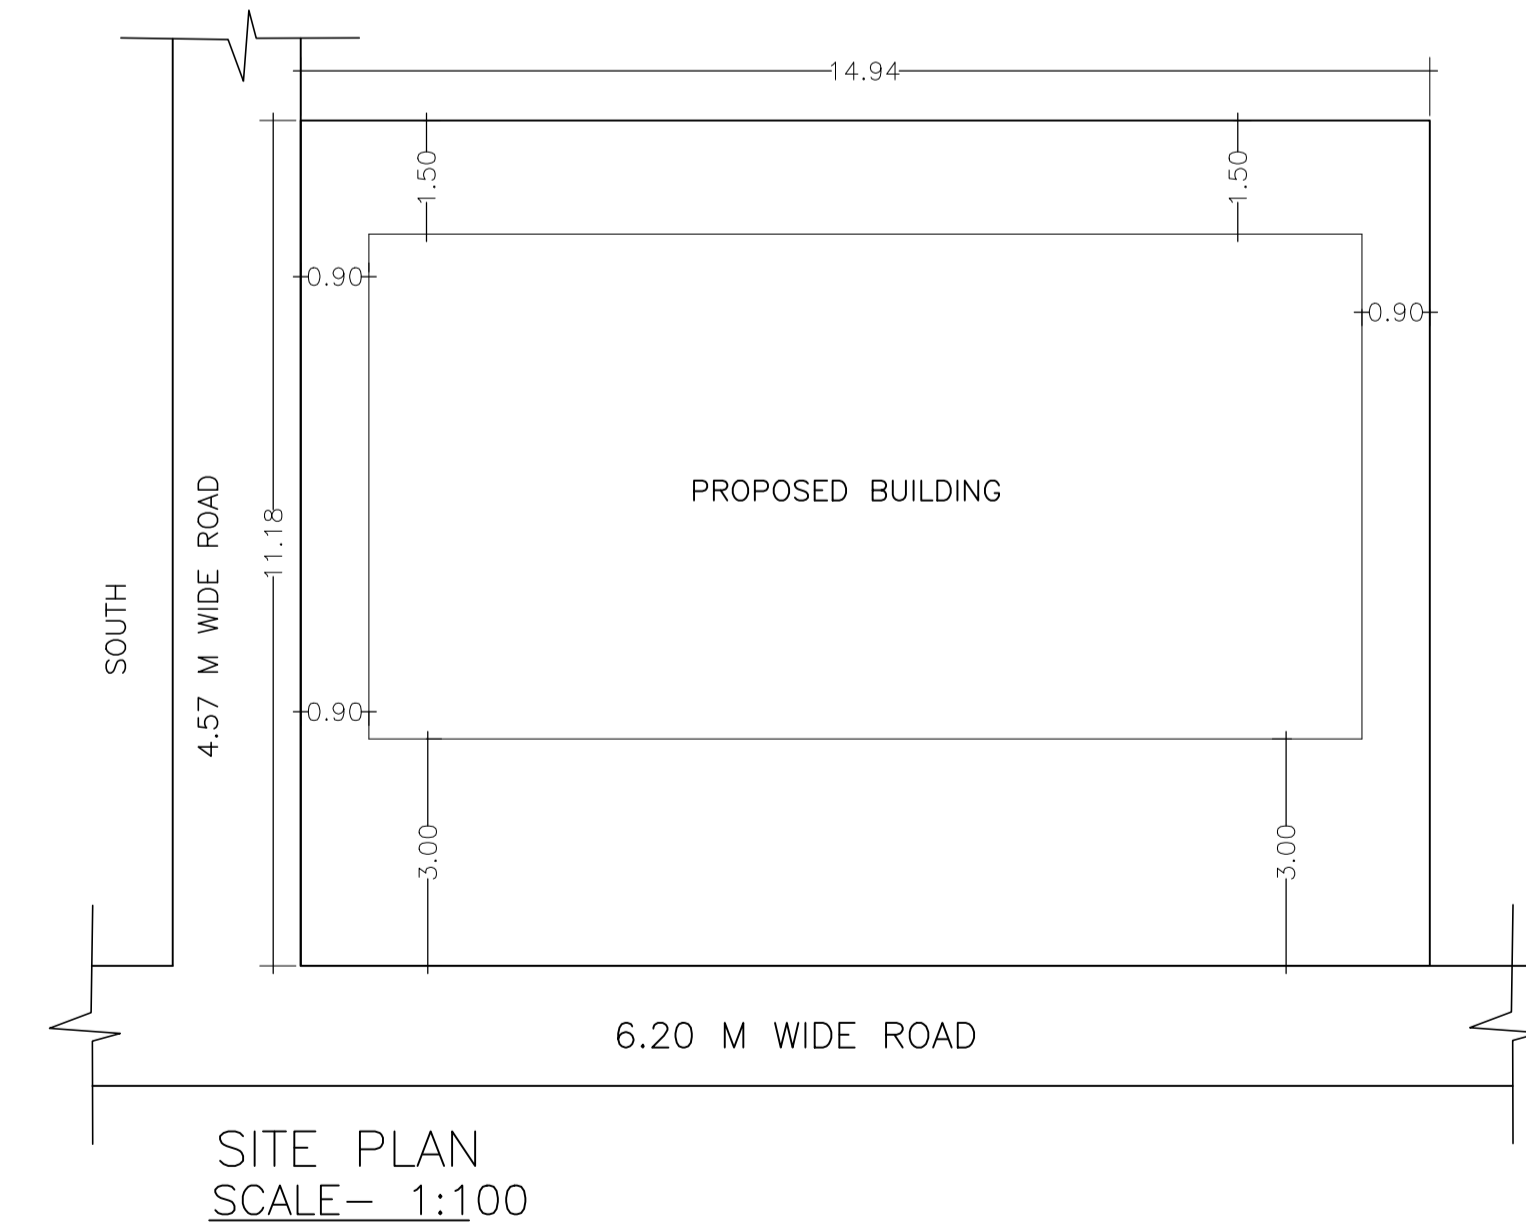 14.94
1.50
1.50
0.90
0.90
PROPOSED BUILDING
11.18
4.57 M WIDE ROAD
SOUTH
0.90
3.00
3.00
6.20 M WIDE ROAD
SITE PLAN
SCALE- 1:100